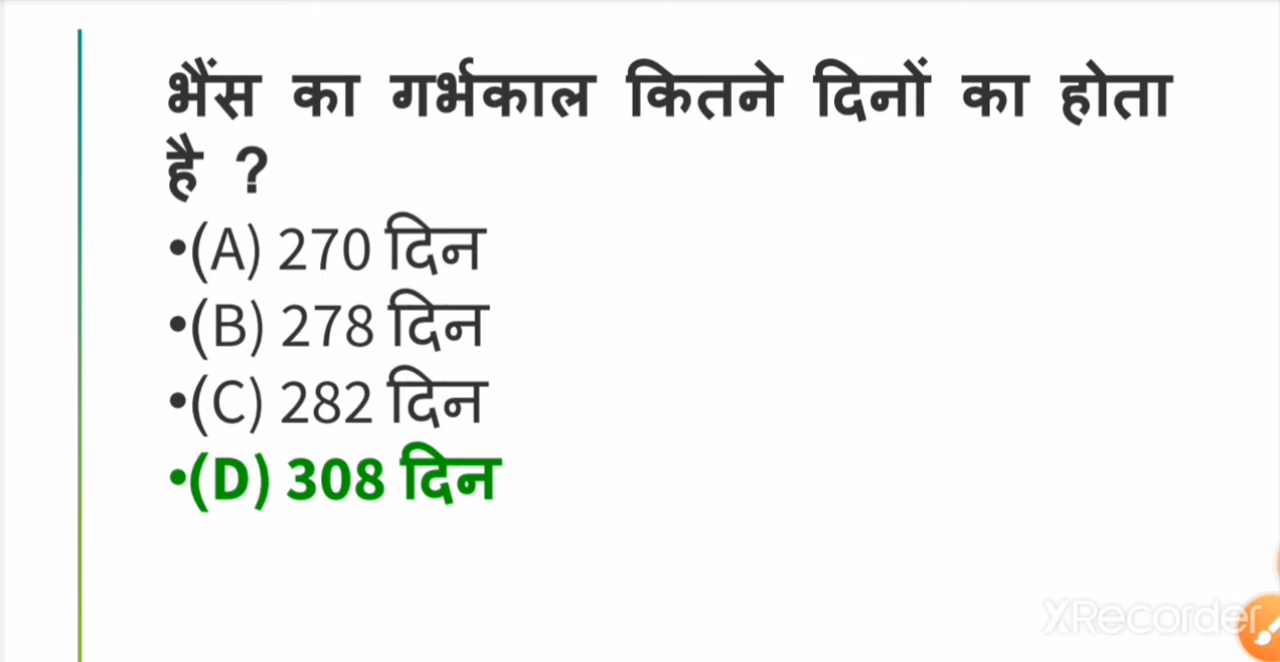 भैंस का गर्भकाल कितने दिनों का होता
है ?
•(A) 270 दिन
•(B) 278 दिन
•(C) 282 दिन
•(D) 308 दिन
XRecorder